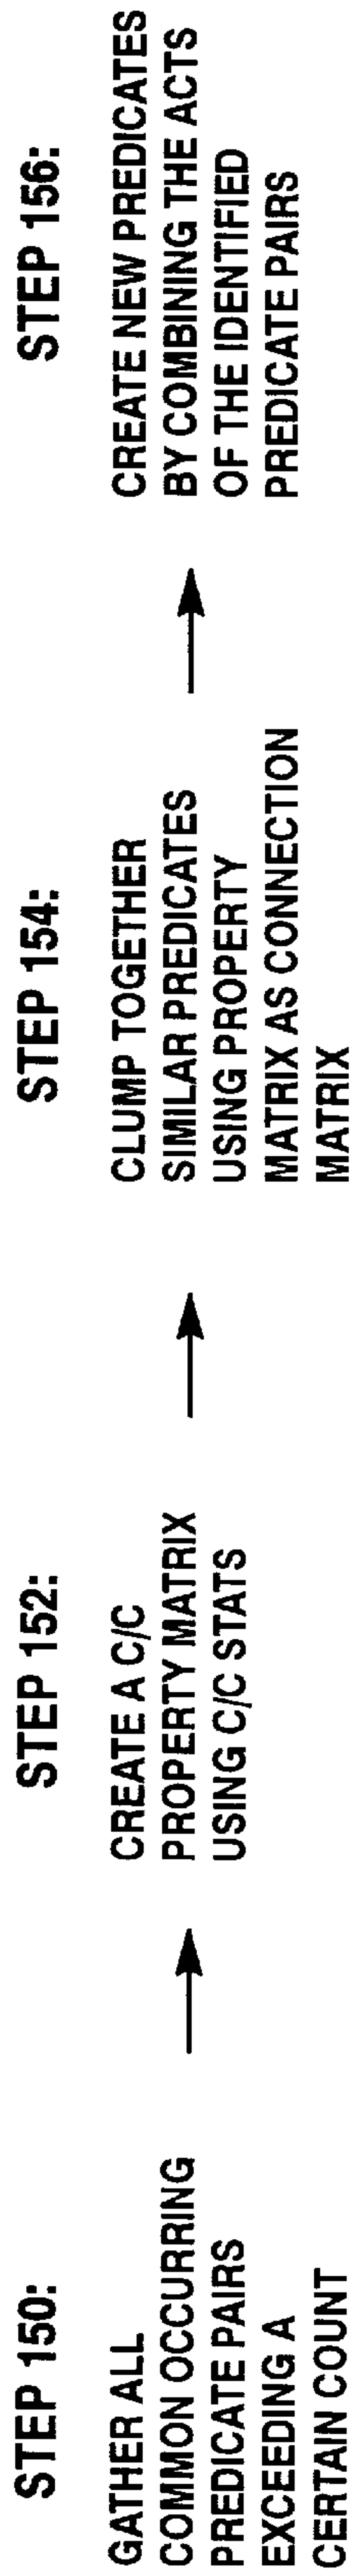 STEP 150:
GATHER ALL
COMMON OCCURRING
PREDICATE PAIRS
EXCEEDING A
CERTAIN COUNT
STEP 152:
CREATE A C/C
PROPERTY MATRIX
USING C/C STATS
STEP 154:
CLUMP TOGETHER
SIMILAR PREDICATES
USING PROPERTY
MATRIX AS CONNECTION
MATRIX
STEP 156:
CREATE NEW PREDICATES
BY COMBINING THE ACTS
OF THE IDENTIFIED
PREDICATE PAIRS